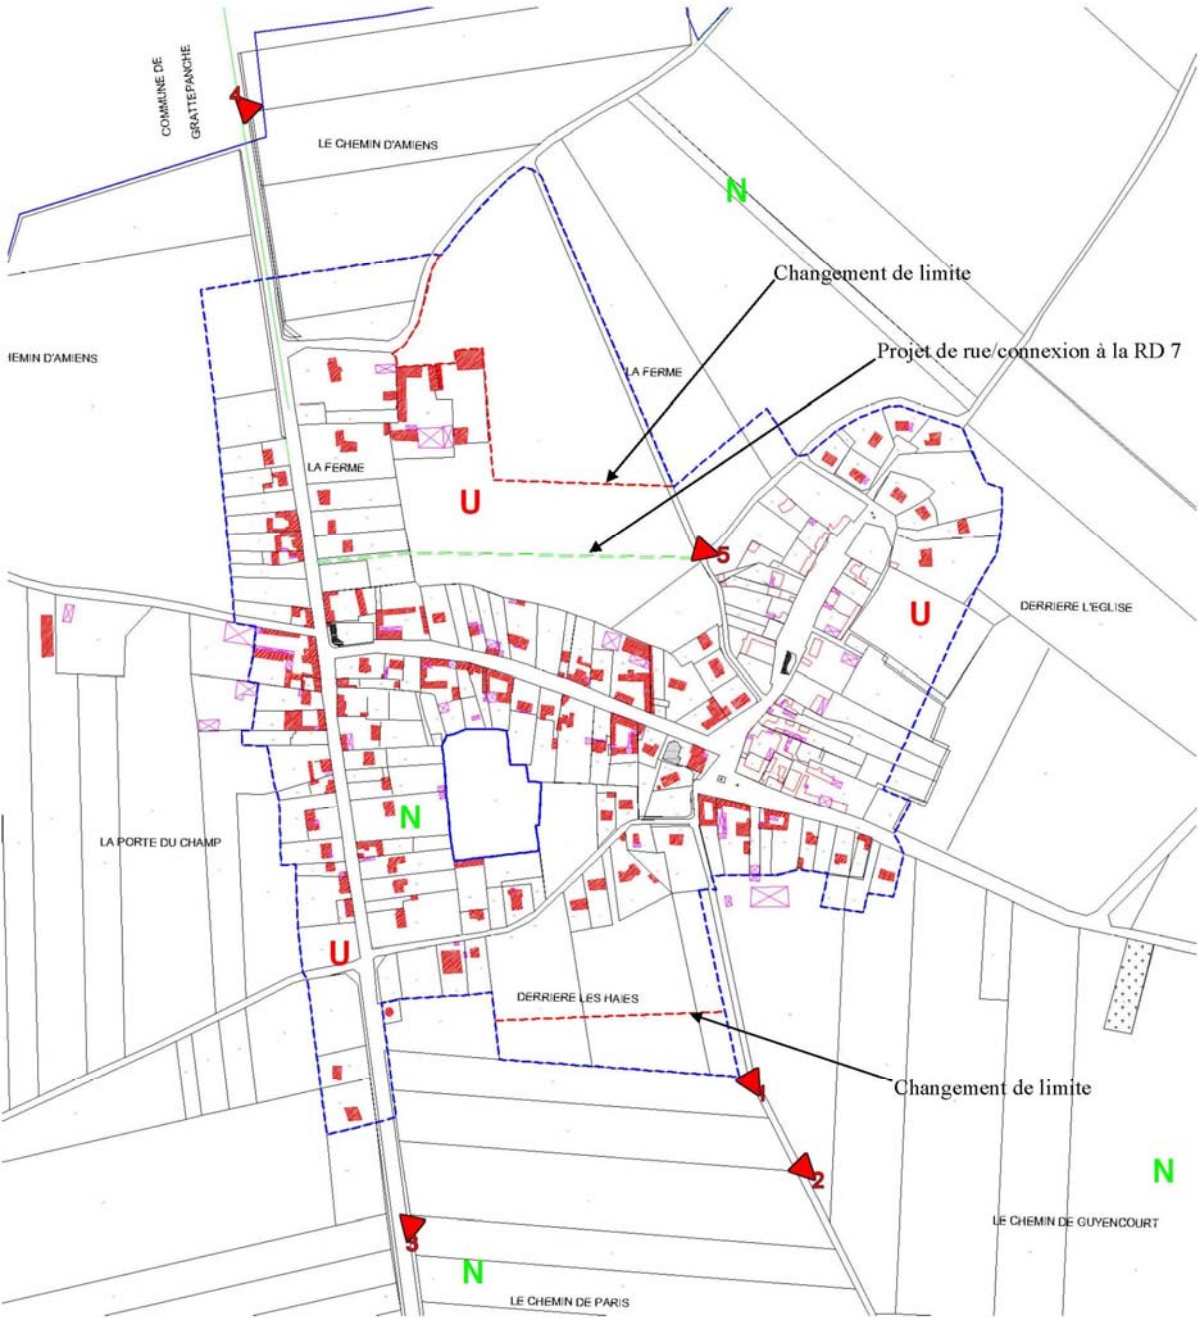 COMMUNE DE
GRATTEPANCHE
4
LE CHEMIN D'AMIENS
N
Changement de limite
HEMIN D'AMIENS
Projet de rue/connexion à la RD 7
LA FERME
LA FERME
U
5
DERRIERE L'EGLISE
U
N
LA PORTE DU CHAMP
U
DERRIERE LES HAIES
1
Changement de limite
2
N
3
LE CHEMIN DE GUYENCOURT
N
LE CHEMIN DE PARIS